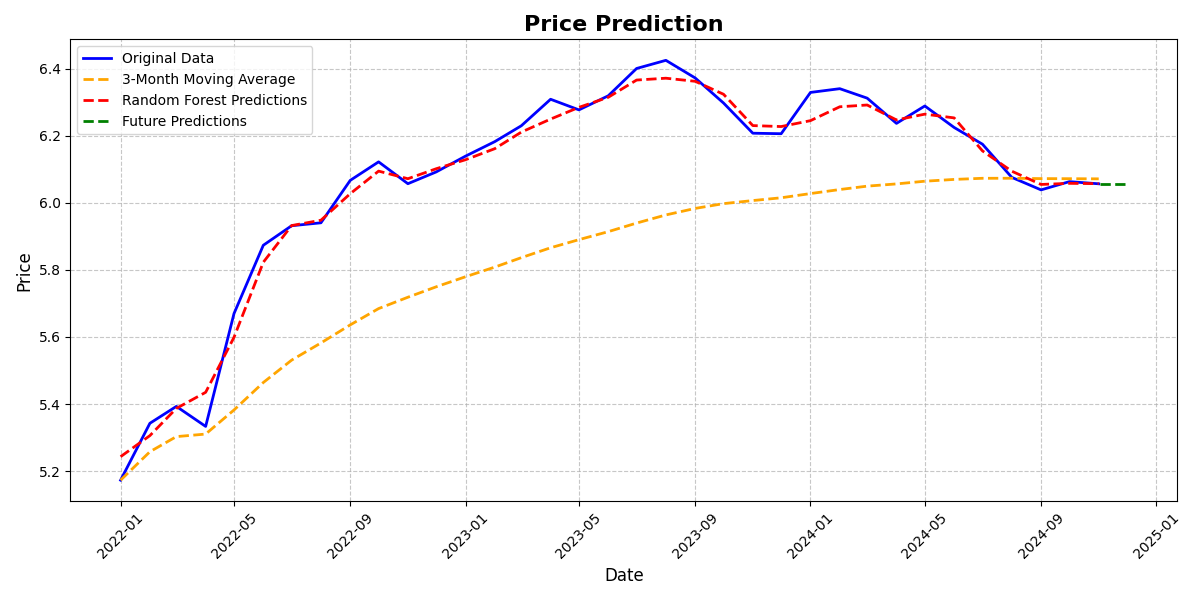 Price Prediction
Original Data
3-Month Moving Average
Random Forest Predictions
Future Predictions
6.4
6.2
6.0
5.8
5.6
5.4
5.2
Price
2022-01
2022-05
2022-09
2023-01
2023-05
2023-09
2024-01
2024-05
2024-09
2025-01
Date